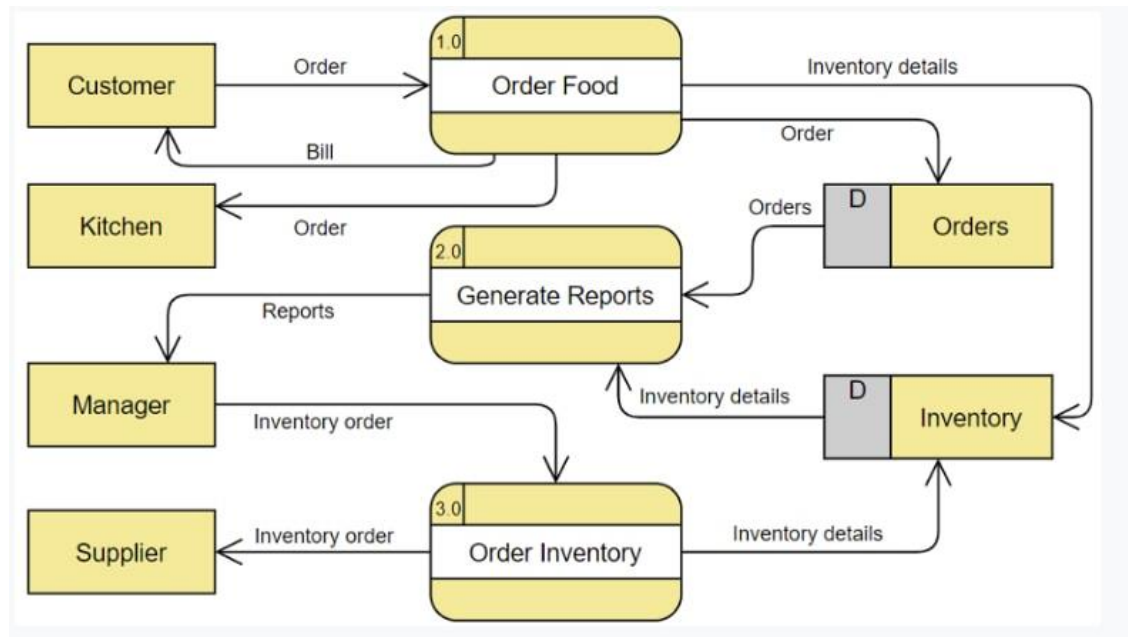 1.0
Customer
Order
Order Food
Inventory details
Order
Bill
Kitchen
Order
Orders
D
Orders
2.0
Generate Reports
Reports
Manager
Inventory order
Inventory details
D
Inventory
3.0
Supplier
Inventory order
Order Inventory
Inventory details